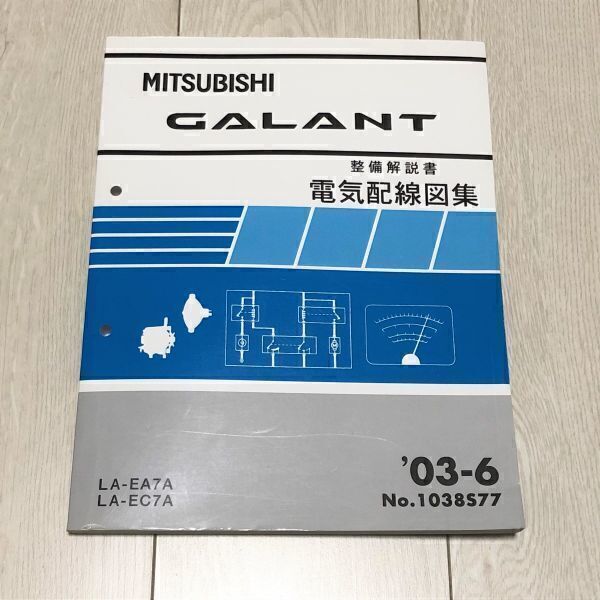 MITSUBISHI
GALANT
整備解説書
電気配線図集
LA-EA7A
LA-EC7A
'03-6
No.1038S77